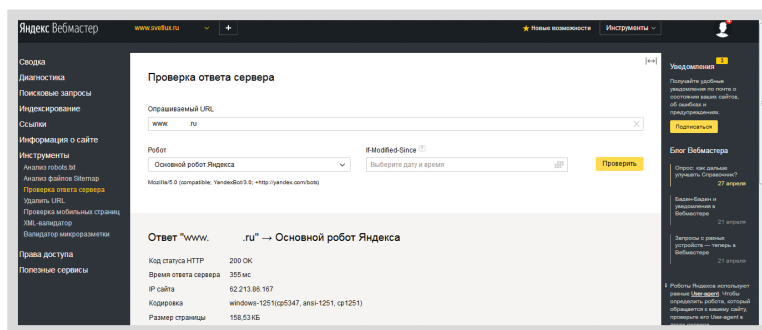 Яндекс Вебмастер
www.svetlux.ru
+
Новые возможности
Инструменты
Сводка
Диагностика
Поисковые запросы
Индексирование
Ссылки
Информация о сайте
Инструменты
Анализ robots.txt
Анализ файлов Sitemap
Проверка ответа сервера
Удалить URL
Проверка мобильных страниц
XML-валидатор
Валидатор микроразметки
Права доступа
Полезные сервисы
Проверка ответа сервера
Опрашиваемый URL
www. .ru
Робот
If-Modified-Since
Основной робот Яндекса
Выберите дату и время
Проверить
Mozilla/5.0 (compatible; YandexBot/3.0; +http://yandex.com/bots)
Ответ "www. .ru" → Основной робот Яндекса
Код статуса HTTP 200 OK
Время ответа сервера 355 мс
IP сайта 62.213.86.167
Кодировка windows-1251(cp5347, ansi-1251, cp1251)
Размер страницы 158,53 КБ
Уведомления 3
Получайте удобные
уведомления по почте о
состоянии ваших сайтов,
об ошибках и
предупреждениях.
Подписаться
Блог Вебмастера
Опрос: как дальше
улучшать Справочник?
27 апреля
Баден-Баден и
уведомления в
Вебмастере
21 апреля
Запросы с разных
устройств — теперь в
Вебмастере
21 апреля
Роботы Яндекса используют
разные User-agent. Чтобы
определить робота, который
обращается к вашему сайту,
проверьте его User-agent в